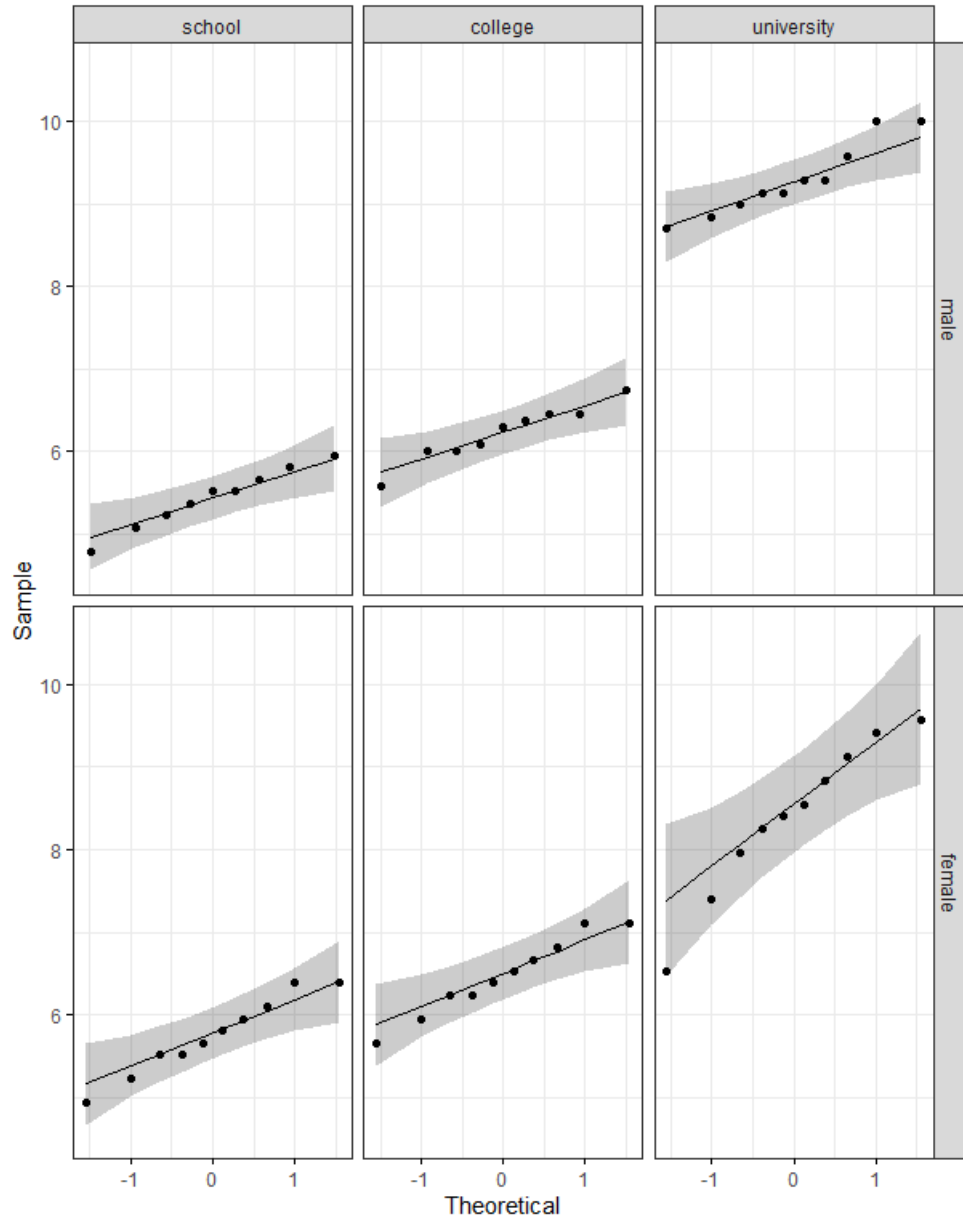 school college university
10
8
6
male
Sample
10
8
6
female
-1 0 1 -1 0 1 -1 0 1
Theoretical